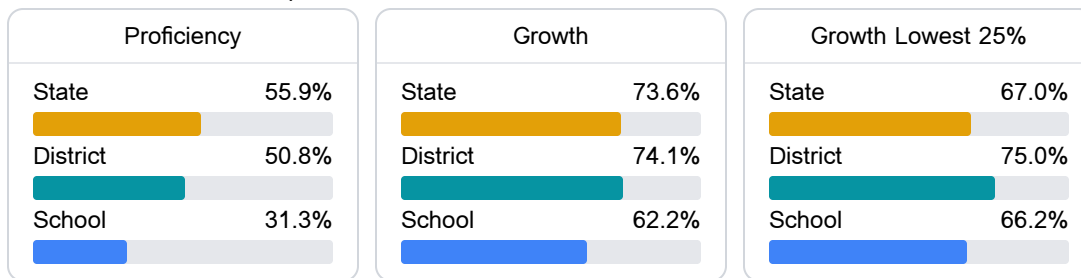 Proficiency
State 55.9%
District 50.8%
School 31.3%
Growth
State 73.6%
District 74.1%
School 62.2%
Growth Lowest 25%
State 67.0%
District 75.0%
School 66.2%